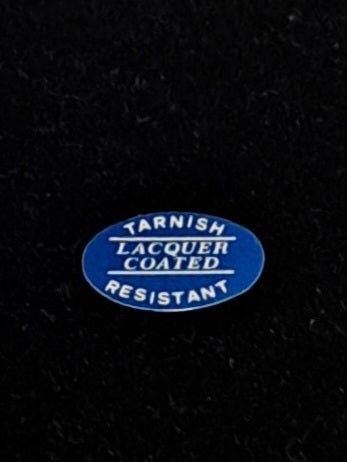 TARNISH
LACQUER
COATED
RESISTANT